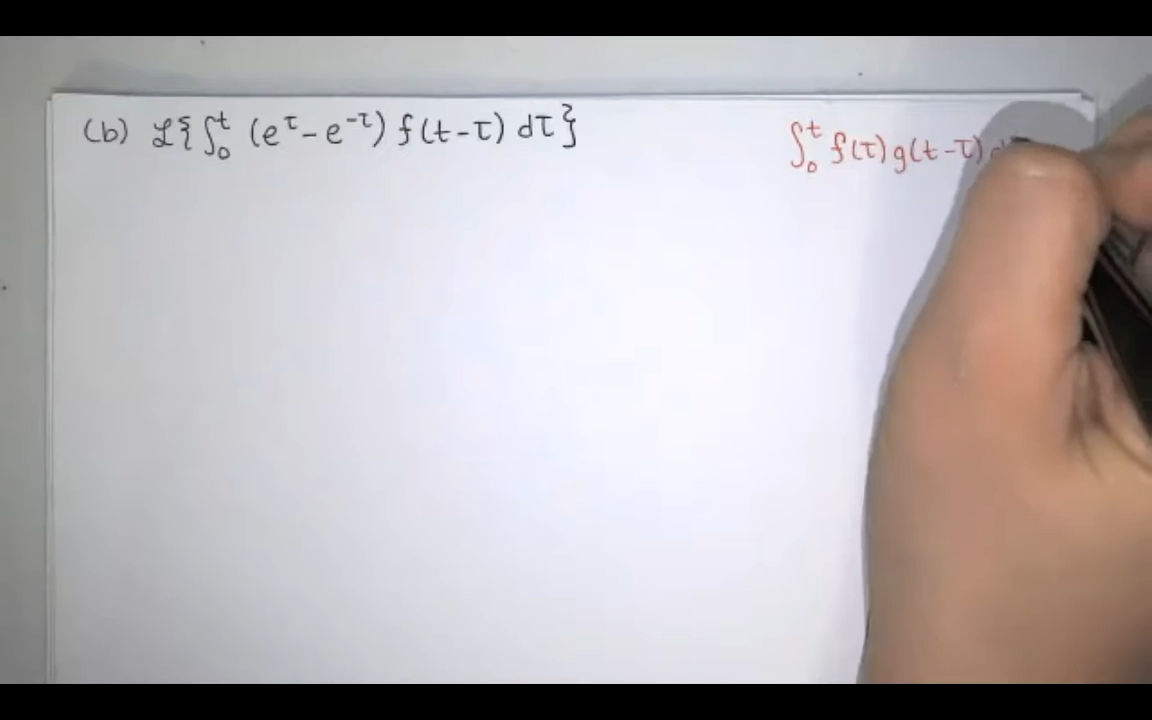 (b) ℒ{∫₀ᵗ (e^τ - e^-τ) f(t-τ) dτ}
∫₀ᵗ f(τ) g(t-τ) d